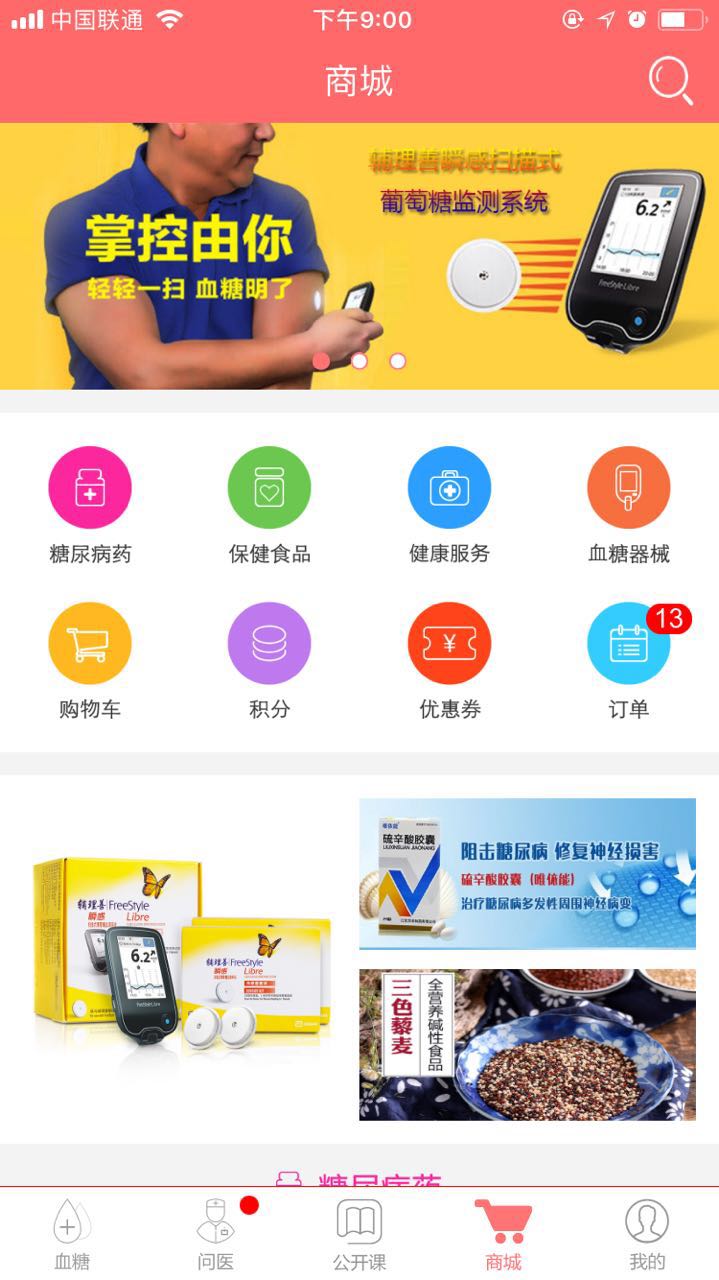 中国联通
下午9:00
商城
掌控由你
轻轻一扫 血糖明了
辅理善瞬感扫描式
葡萄糖监测系统
6.2
FreeStyle Libre
糖尿病药
保健食品
健康服务
血糖器械
购物车
积分
¥
优惠券
13
订单
辅理善 FreeStyle
瞬感 Libre
6.2
辅理善 FreeStyle
瞬感 Libre
唯依能
硫辛酸胶囊
LIUXINSUAN JIAONANG
阻击糖尿病 修复神经损害
硫辛酸胶囊(唯依能)
治疗糖尿病多发性周围神经病变
三色藜麦
全营养碱性食品
糖尿病药
血糖
问医
公开课
商城
我的